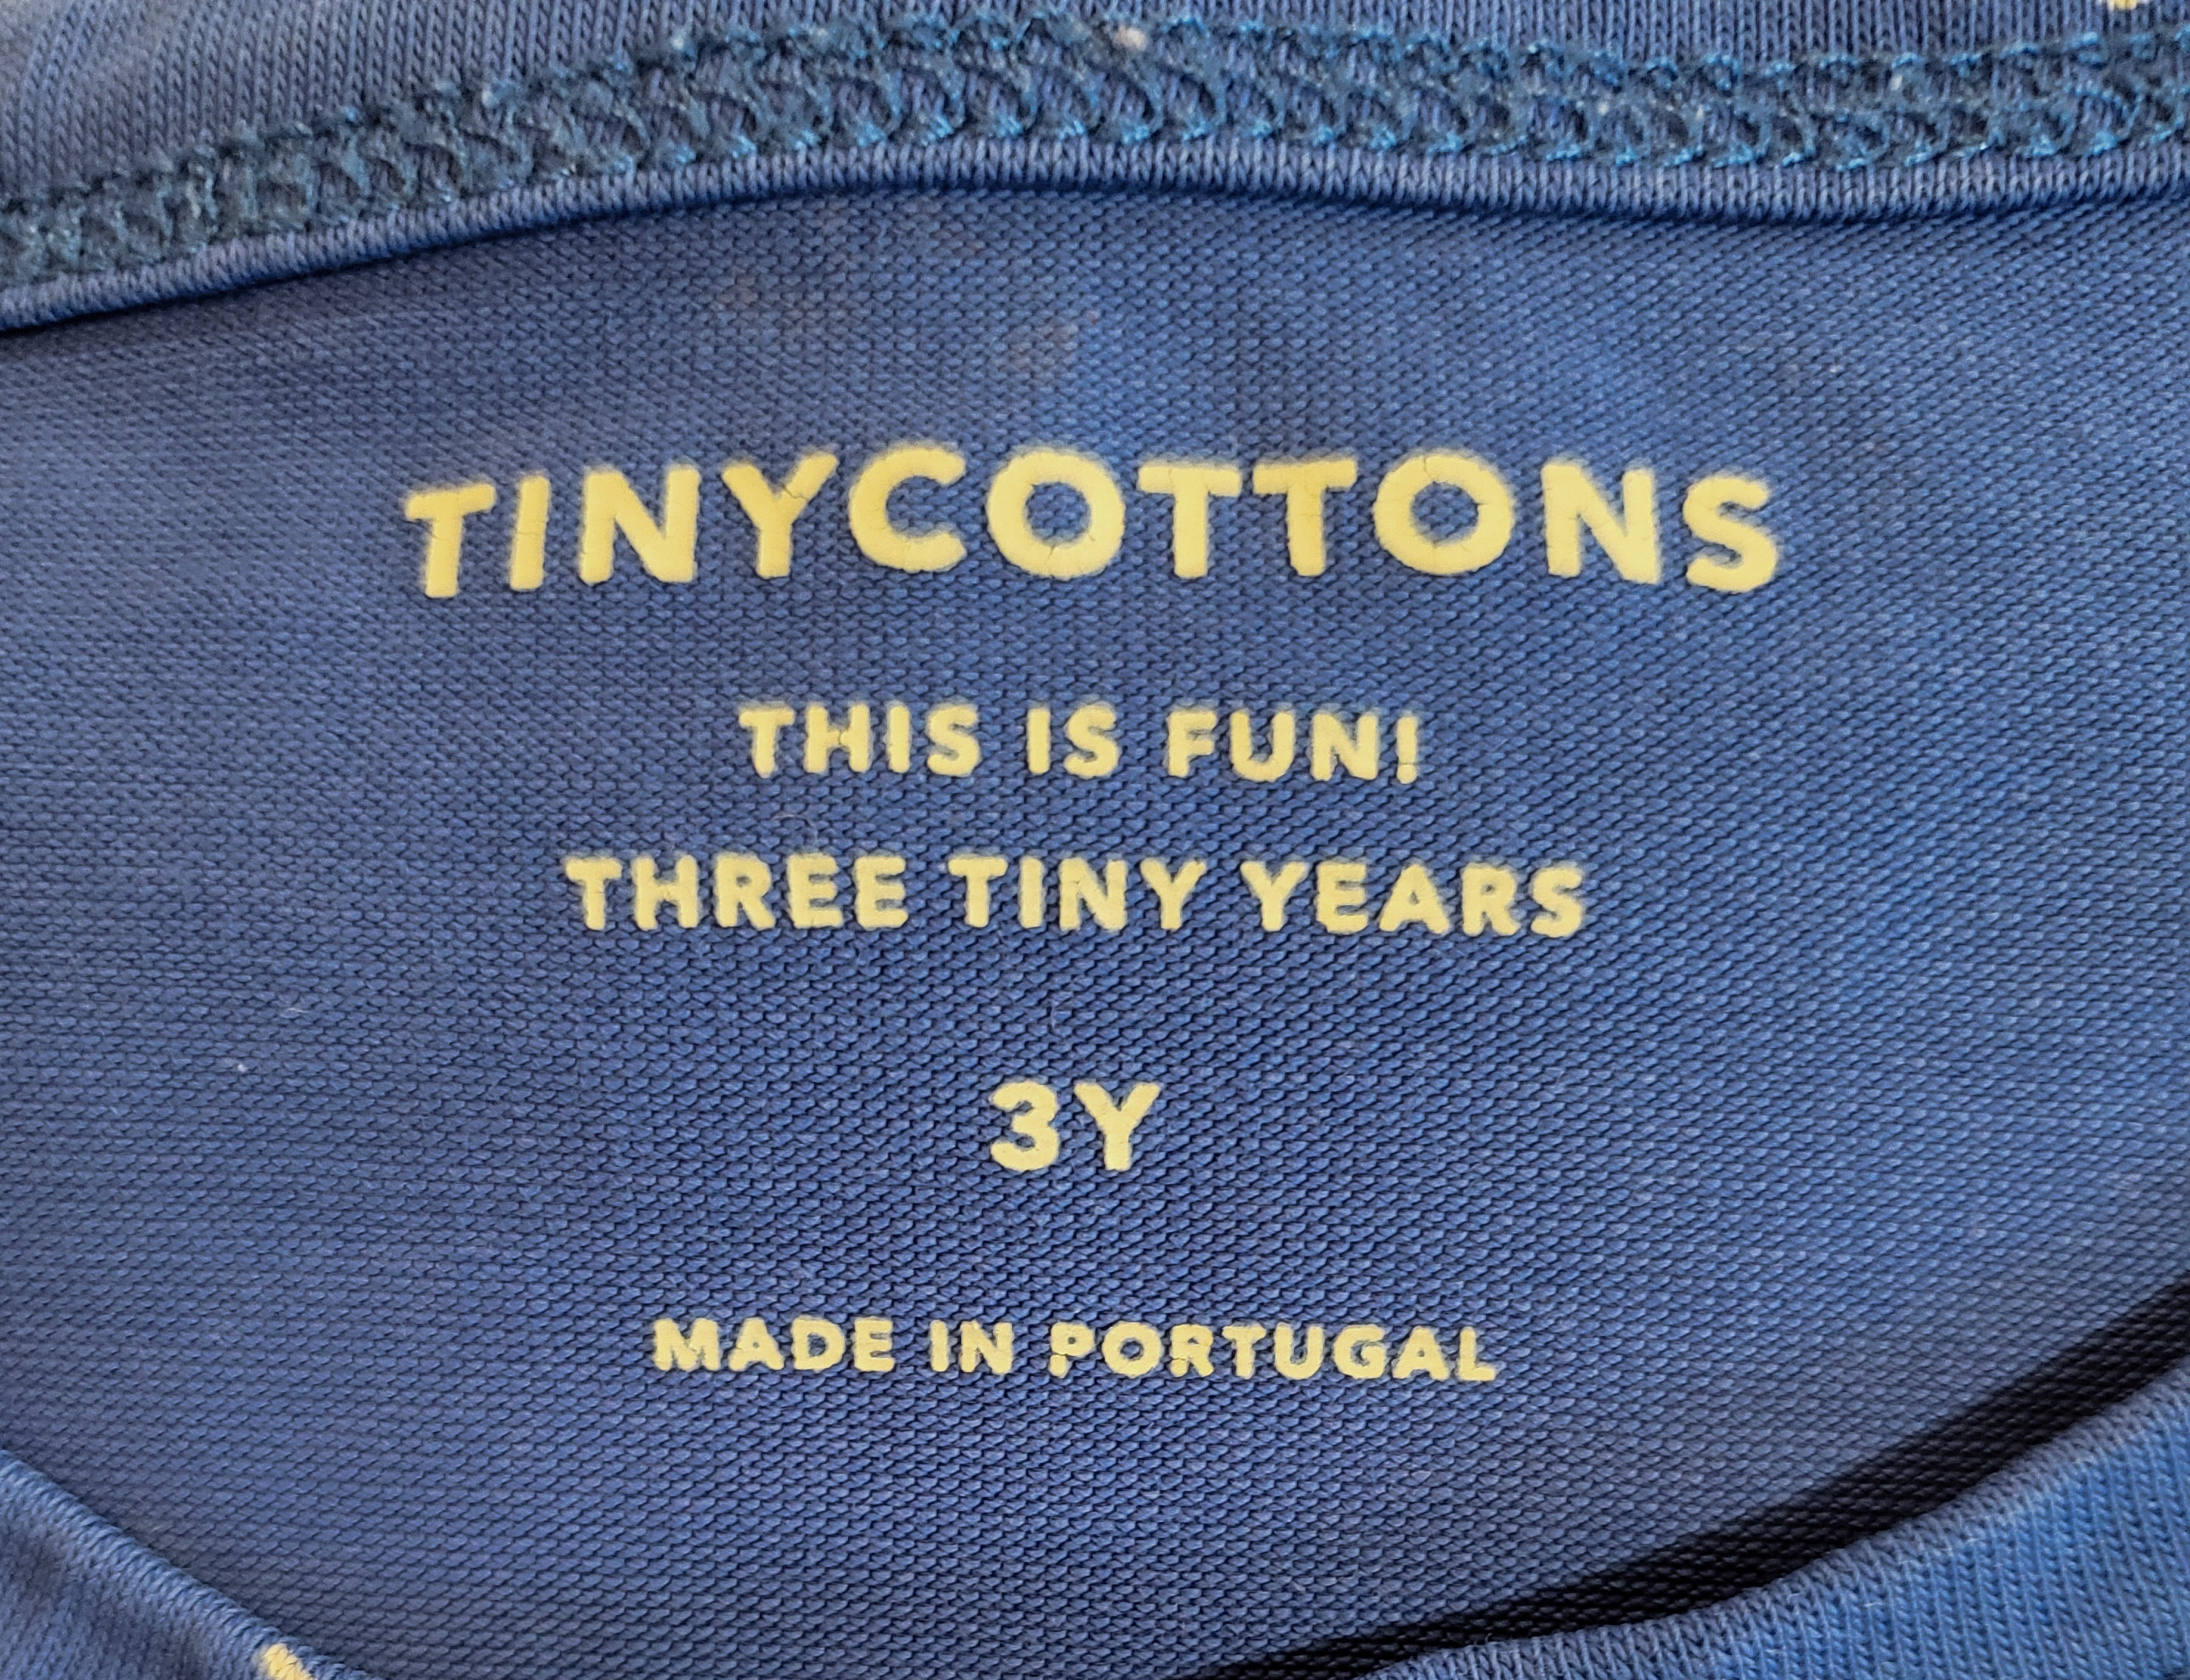 TINYCOTTONS
THIS IS FUN!
THREE TINY YEARS
3Y
MADE IN PORTUGAL